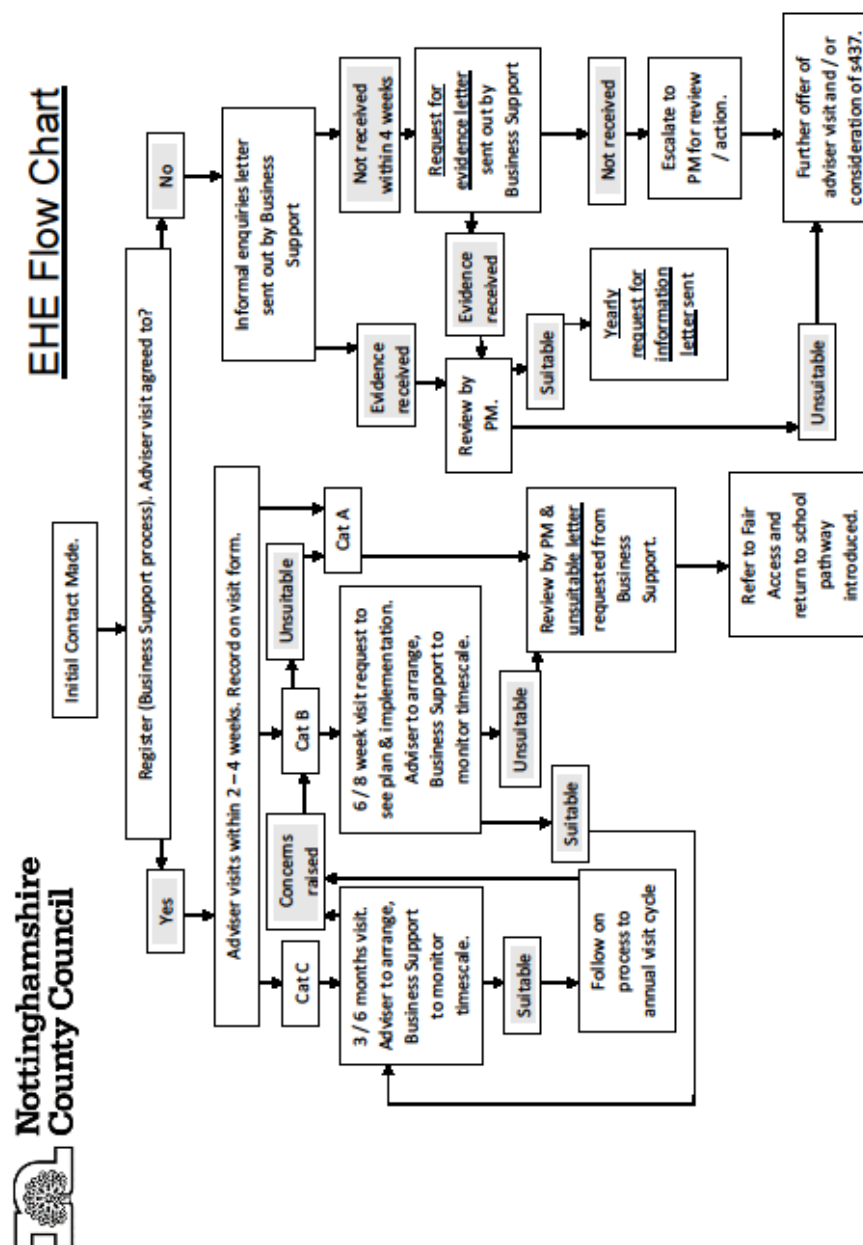 Nottinghamshire
County Council
EHE Flow Chart
Initial Contact Made.
Register (Business Support process). Adviser visit agreed to?
Yes
No
Adviser visits within 2 – 4 weeks. Record on visit form.
Cat C
Concerns
raised
Cat B
Unsuitable
Cat A
3 / 6 months visit.
Adviser to arrange,
Business Support
to monitor
timescale.
6 / 8 week visit request to
see plan & implementation.
Adviser to arrange,
Business Support to
monitor timescale.
Suitable
Follow on
process to
annual visit cycle
Suitable
Unsuitable
Review by PM &
unsuitable letter
requested from
Business
Support.
Refer to Fair
Access and
return to school
pathway
introduced.
Informal enquiries letter
sent out by Business
Support
Evidence
received
Not received
within 4 weeks
Review by
PM.
Evidence
received
Request for
evidence letter
sent out by
Business Support
Suitable
Yearly
request for
information
letter sent
Not received
Escalate to
PM for review
/ action.
Unsuitable
Further offer of
adviser visit and / or
consideration of s437.